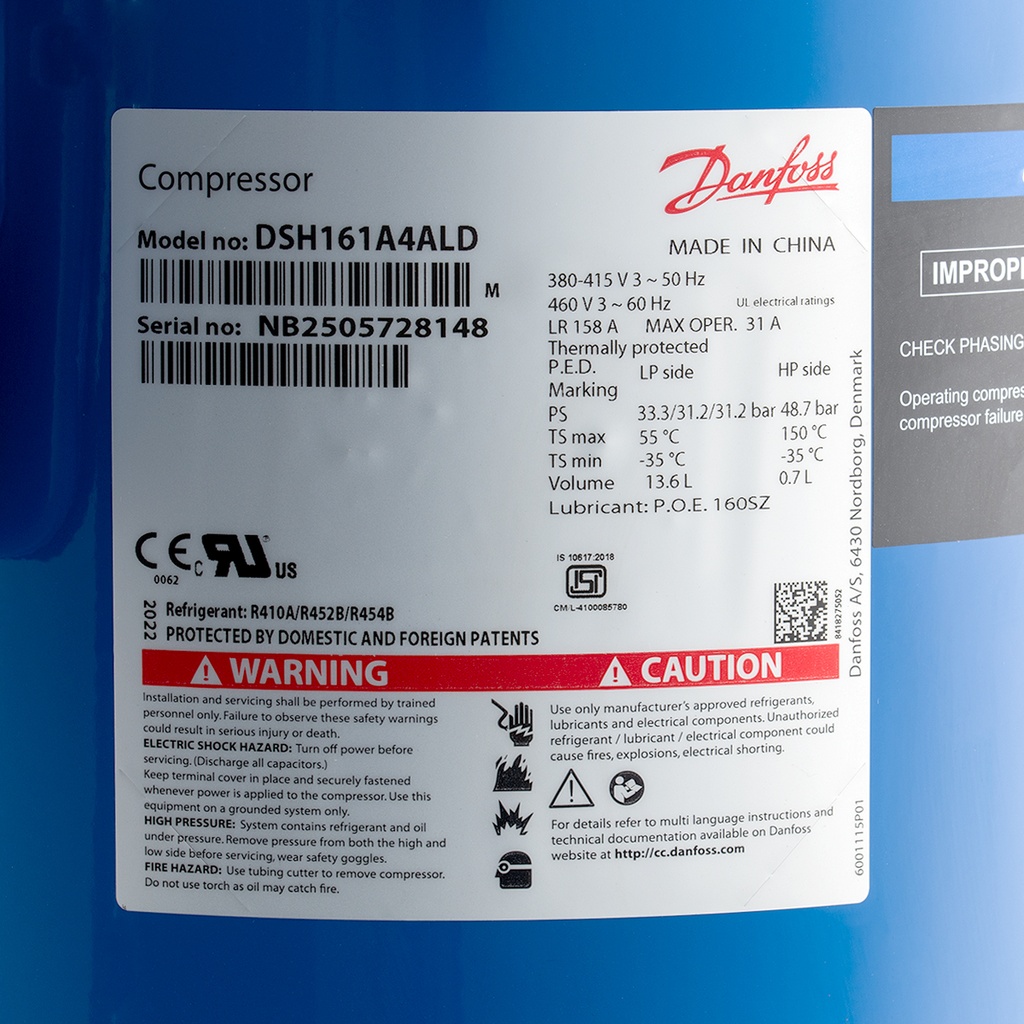 Compressor
Danfoss
Model no: DSH161A4ALD
M
Serial no: NB2505728148
MADE IN CHINA
380-415 V 3 ~ 50 Hz
460 V 3 ~ 60 Hz UL electrical ratings
LR 158 A MAX OPER. 31 A
Thermally protected
P.E.D. LP side HP side
Marking
PS 33.3/31.2/31.2 bar 48.7 bar
TS max 55 °C 150 °C
TS min -35 °C -35 °C
Volume 13.6 L 0.7 L
Lubricant: P.O.E. 160SZ
CE
0062
c RU US
IS 10617:2018
ISI
CM/L-4100085780
8418275052
2022
Refrigerant: R410A/R452B/R454B
PROTECTED BY DOMESTIC AND FOREIGN PATENTS
Danfoss A/S, 6430 Nordborg, Denmark
WARNING
Installation and servicing shall be performed by trained
personnel only. Failure to observe these safety warnings
could result in serious injury or death.
ELECTRIC SHOCK HAZARD: Turn off power before
servicing. (Discharge all capacitors.)
Keep terminal cover in place and securely fastened
whenever power is applied to the compressor. Use this
equipment on a grounded system only.
HIGH PRESSURE: System contains refrigerant and oil
under pressure. Remove pressure from both the high and
low side before servicing, wear safety goggles.
FIRE HAZARD: Use tubing cutter to remove compressor.
Do not use torch as oil may catch fire.
CAUTION
Use only manufacturer's approved refrigerants,
lubricants and electrical components. Unauthorized
refrigerant / lubricant / electrical component could
cause fires, explosions, electrical shorting.
For details refer to multi language instructions and
technical documentation available on Danfoss
website at http://cc.danfoss.com
6001115P01
CHECK PHASING
Operating
compressor failure